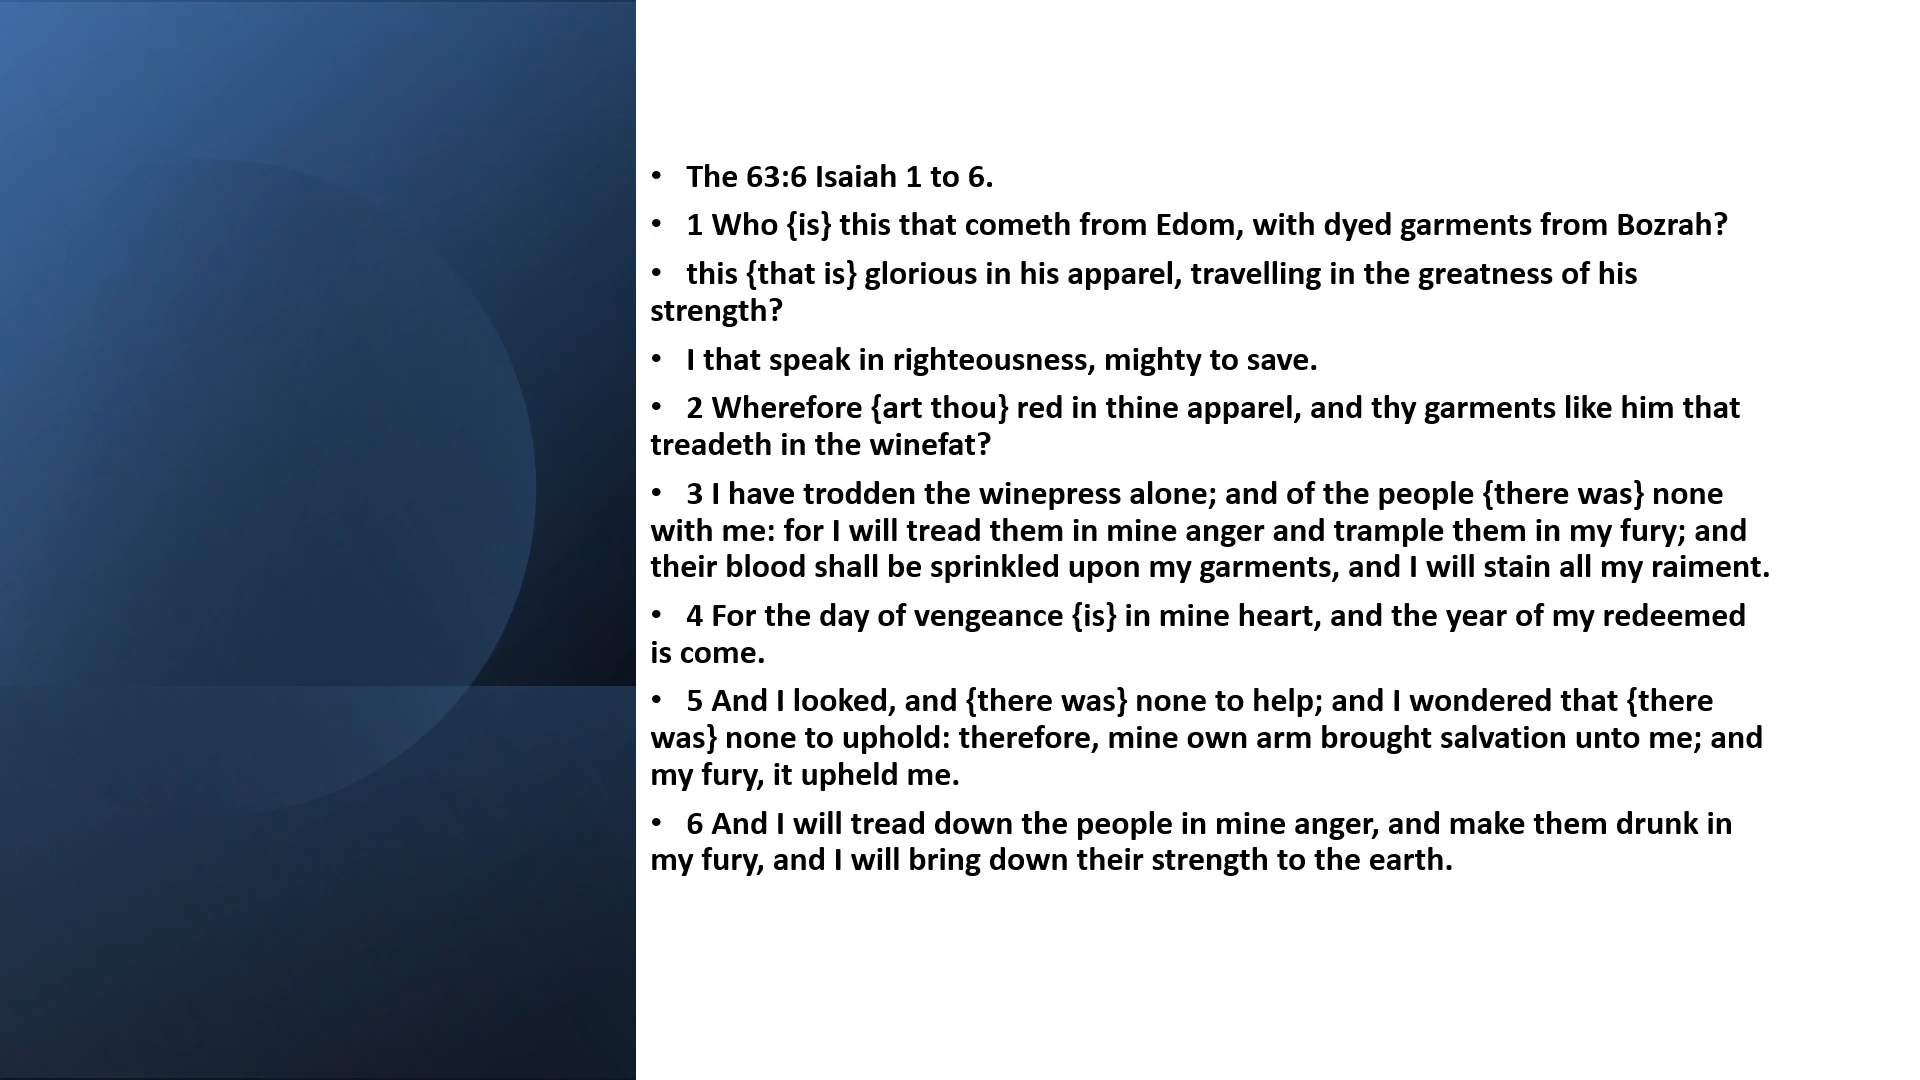 • The 63:6 Isaiah 1 to 6.
• 1 Who {is} this that cometh from Edom, with dyed garments from Bozrah?
• this {that is} glorious in his apparel, travelling in the greatness of his
strength?
• I that speak in righteousness, mighty to save.
• 2 Wherefore {art thou} red in thine apparel, and thy garments like him that
treadeth in the winefat?
• 3 I have trodden the winepress alone; and of the people {there was} none
with me: for I will tread them in mine anger and trample them in my fury; and
their blood shall be sprinkled upon my garments, and I will stain all my raiment.
• 4 For the day of vengeance {is} in mine heart, and the year of my redeemed
is come.
• 5 And I looked, and {there was} none to help; and I wondered that {there
was} none to uphold: therefore, mine own arm brought salvation unto me; and
my fury, it upheld me.
• 6 And I will tread down the people in mine anger, and make them drunk in
my fury, and I will bring down their strength to the earth.